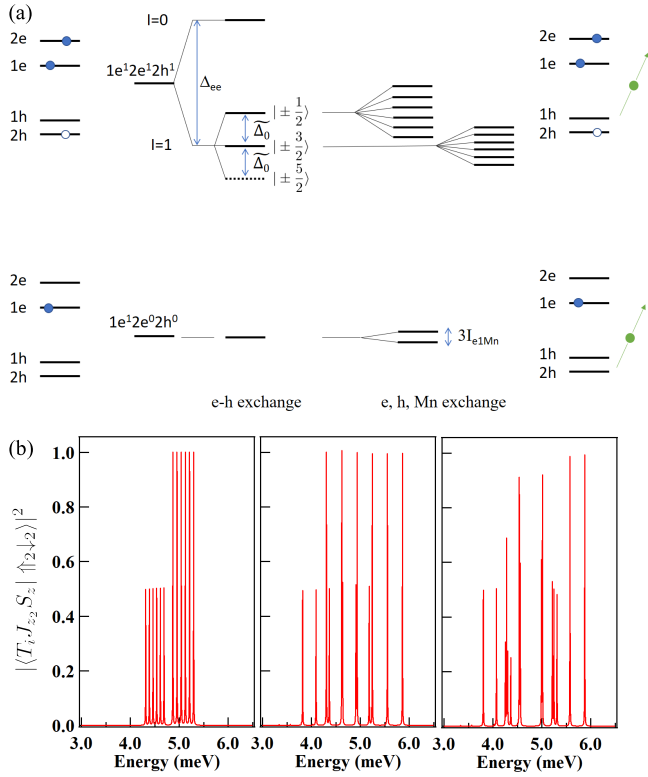 (a)
I=0
2e
1e
1e¹2e¹2h¹
Δee
1h
2h
I=1
|± 1/2⟩
Δ̃₀
|± 3/2⟩
Δ̃₀
|± 5/2⟩
2e
1e
1h
2h
2e
1e
1e¹2e⁰2h⁰
1h
2h
3I_e1Mn
2e
1e
1h
2h
e-h exchange
e, h, Mn exchange
(b)
|⟨T_i J_z₂ S_z| ⇑₂↓₂⟩|²
1.0
0.8
0.6
0.4
0.2
0.0
3.0 4.0 5.0 6.0
3.0 4.0 5.0 6.0
3.0 4.0 5.0 6.0
Energy (meV)
Energy (meV)
Energy (meV)